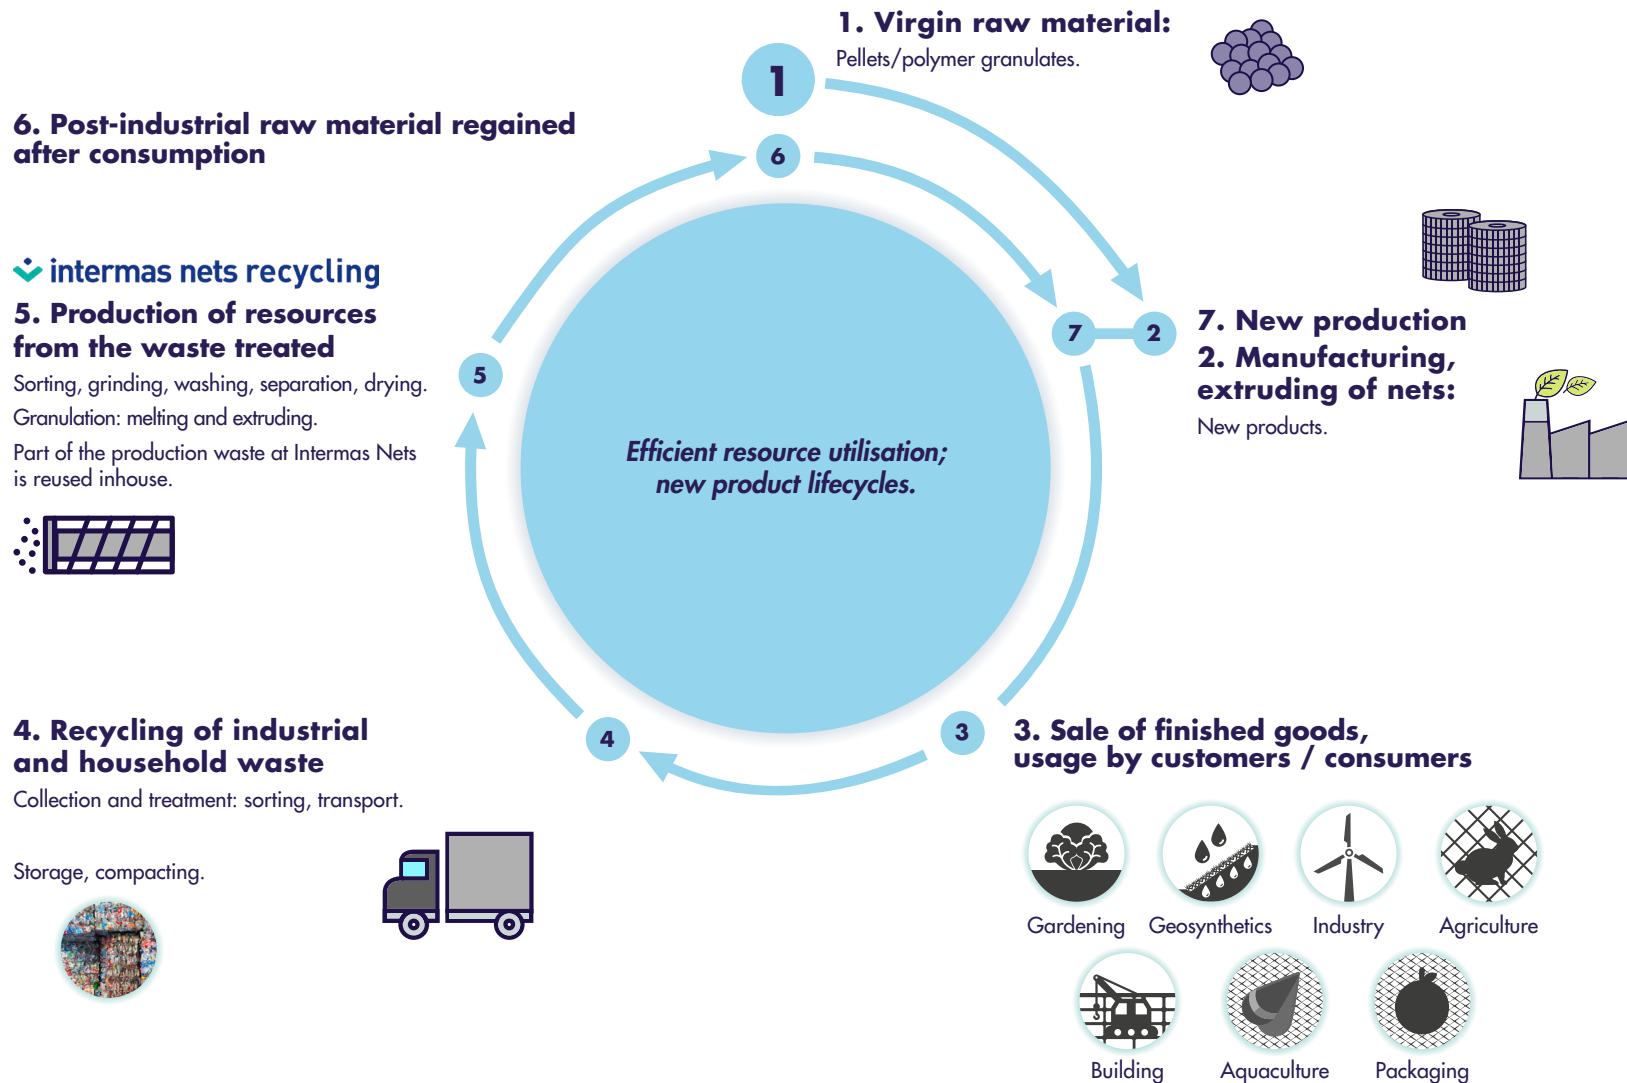 1. Virgin raw material:
Pellets/polymer granulates.
1
6. Post-industrial raw material regained
after consumption
6
intermas nets recycling
5. Production of resources
from the waste treated
Sorting, grinding, washing, separation, drying.
Granulation: melting and extruding.
Part of the production waste at Intermas Nets
is reused inhouse.
5
7
2
7. New production
2. Manufacturing,
extruding of nets:
New products.
Efficient resource utilisation;
new product lifecycles.
4. Recycling of industrial
and household waste
Collection and treatment: sorting, transport.
Storage, compacting.
4
3
3. Sale of finished goods,
usage by customers / consumers
Gardening
Geosynthetics
Industry
Agriculture
Building
Aquaculture
Packaging